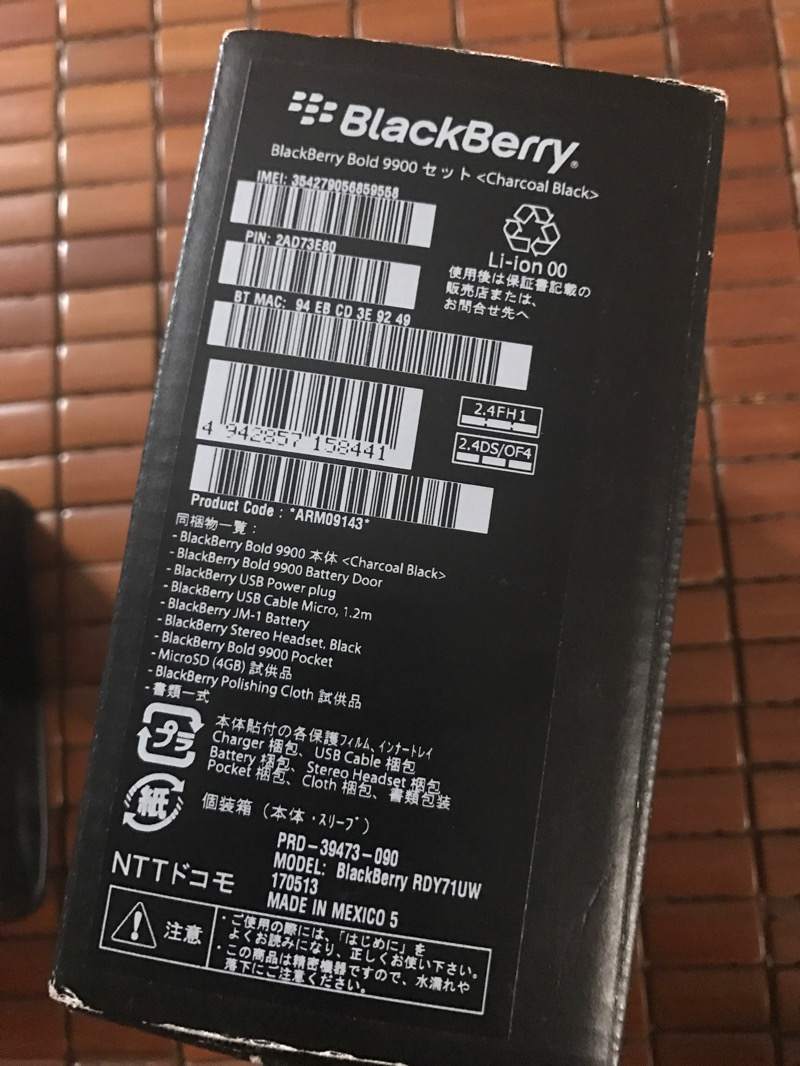 BlackBerry®
BlackBerry Bold 9900 セット <Charcoal Black>
IMEI: 354279056859558
PIN: 2AD73E80
BT MAC: 94 EB CD 3E 92 49
4 942857 158441
Product Code : *ARM09143*
Li-ion 00
使用後は保証書記載の
販売店または、
お問合せ先へ
2.4FH1
2.4DS/OF4
同梱物一覧：
- BlackBerry Bold 9900 本体 <Charcoal Black>
- BlackBerry Bold 9900 Battery Door
- BlackBerry USB Power plug
- BlackBerry USB Cable Micro, 1.2m
- BlackBerry JM-1 Battery
- BlackBerry Stereo Headset, Black
- BlackBerry Bold 9900 Pocket
- MicroSD (4GB) 試供品
- BlackBerry Polishing Cloth 試供品
- 書類一式
プラ
本体貼付の各保護フィルム、インナートレイ
Charger 梱包、 USB Cable 梱包
Battery 梱包、 Stereo Headset 梱包
Pocket 梱包、 Cloth 梱包、 書類包装
紙
個装箱（本体・スリーブ）
PRD-39473-090
MODEL: BlackBerry RDY71UW
170513
MADE IN MEXICO 5
NTTドコモ
注意
・ご使用の際には、「はじめに」を
よくお読みになり、正しくお使い下さい。
・この商品は精密機器ですので、水濡れや
落下にご注意ください。